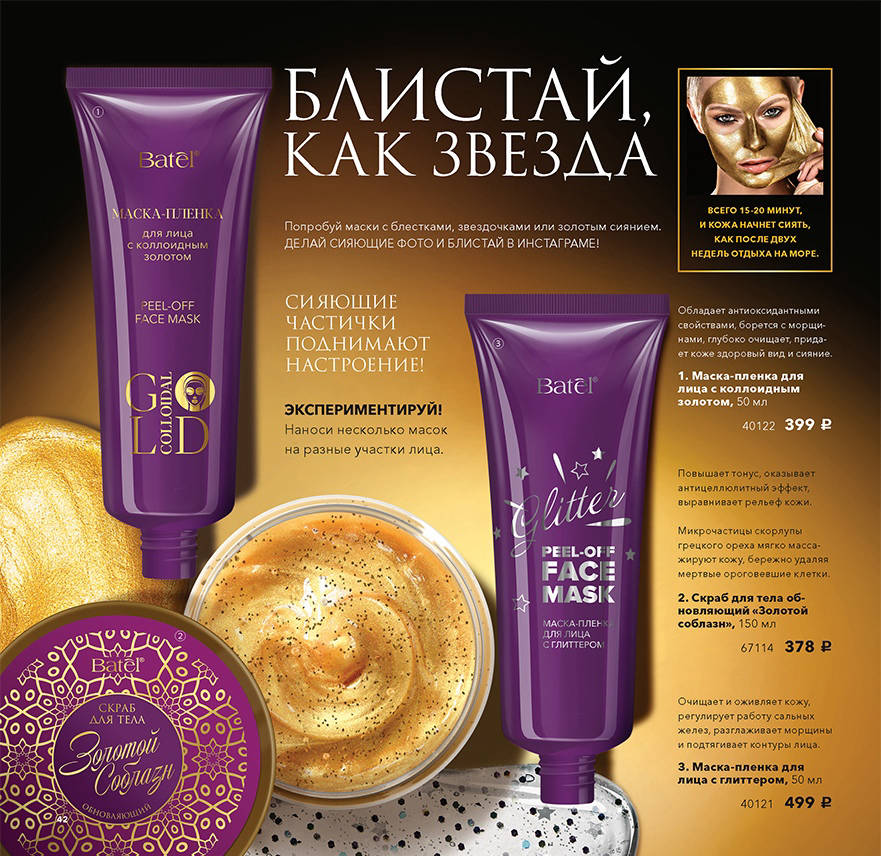 БЛИСТАЙ,
КАК ЗВЕЗДА
Попробуй маски с блестками, звездочками или золотым сиянием.
ДЕЛАЙ СИЯЮЩИЕ ФОТО И БЛИСТАЙ В ИНСТАГРАМЕ!
СИЯЮЩИЕ
ЧАСТИЧКИ
ПОДНИМАЮТ
НАСТРОЕНИЕ!
ЭКСПЕРИМЕНТИРУЙ!
Наноси несколько масок
на разные участки лица.
1
Batel®
МАСКА-ПЛЕНКА
для лица
с коллоидным
золотом
PEEL-OFF
FACE MASK
GOLD
COLLOIDAL
2
Batel®
СКРАБ
ДЛЯ ТЕЛА
Золотой
Соблазн
ОБНОВЛЯЮЩИЙ
42
3
Batel®
Glitter
PEEL-OFF
FACE
MASK
МАСКА-ПЛЕНКА
ДЛЯ ЛИЦА
С ГЛИТТЕРОМ
ВСЕГО 15-20 МИНУТ,
И КОЖА НАЧНЕТ СИЯТЬ,
КАК ПОСЛЕ ДВУХ
НЕДЕЛЬ ОТДЫХА НА МОРЕ.
Обладает антиоксидантными
свойствами, борется с морщи-
нами, глубоко очищает, прида-
ет коже здоровый вид и сияние.
1. Маска-пленка для
лица с коллоидным
золотом, 50 мл
40122 399 ₽
Повышает тонус, оказывает
антицеллюлитный эффект,
выравнивает рельеф кожи.
Микрочастицы скорлупы
грецкого ореха мягко масса-
жируют кожу, бережно удаляя
мертвые ороговевшие клетки.
2. Скраб для тела об-
новляющий «Золотой
соблазн», 150 мл
67114 378 ₽
Очищает и оживляет кожу,
регулирует работу сальных
желез, разглаживает морщины
и подтягивает контуры лица.
3. Маска-пленка для
лица с глиттером, 50 мл
40121 499 ₽